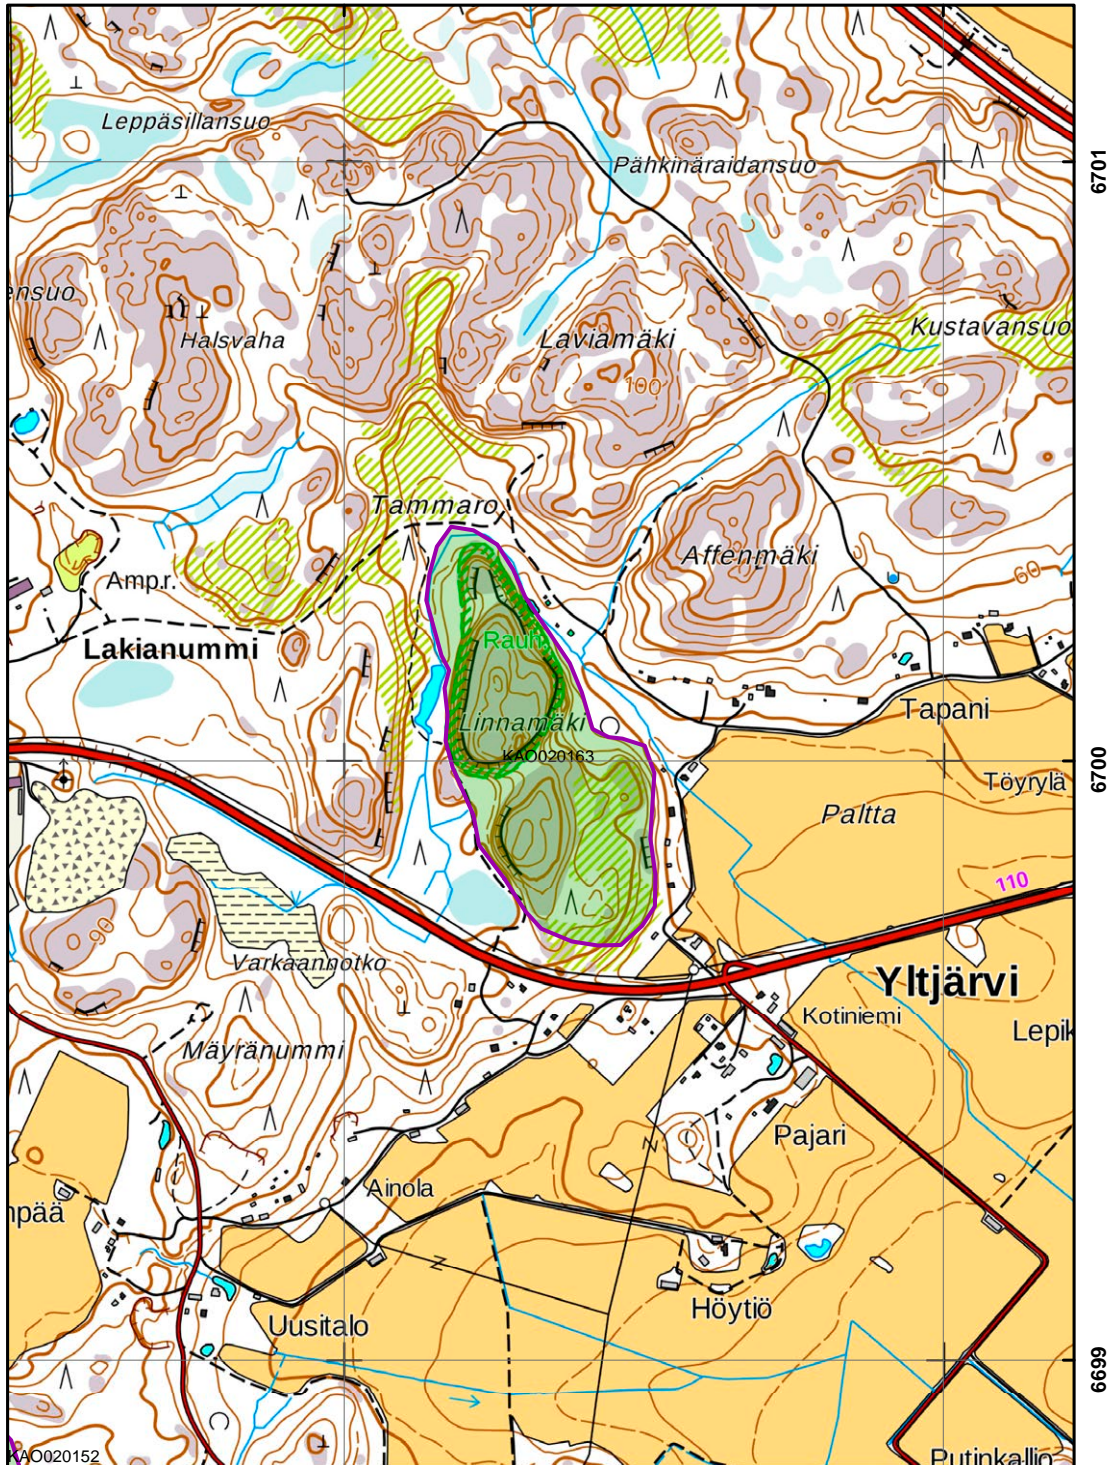 Leppäsillansuo
Pähkinäraidansuo
6701
ensuo
Halsvaha
Laviamäki
Kustavansuo
100
Tammaro
Affenmäki
Amp.r.
60
Lakianummi
Rauh.
Linnamäki
Tapani
KAO020163
6700
Töyrylä
Paltta
110
90
Varkaannotko
Yltjärvi
Kotiniemi
Lepik
Mäyränummi
Pajari
Ainola
npää
Höytiö
Uusitalo
6699
KAO020152
Putinkallio